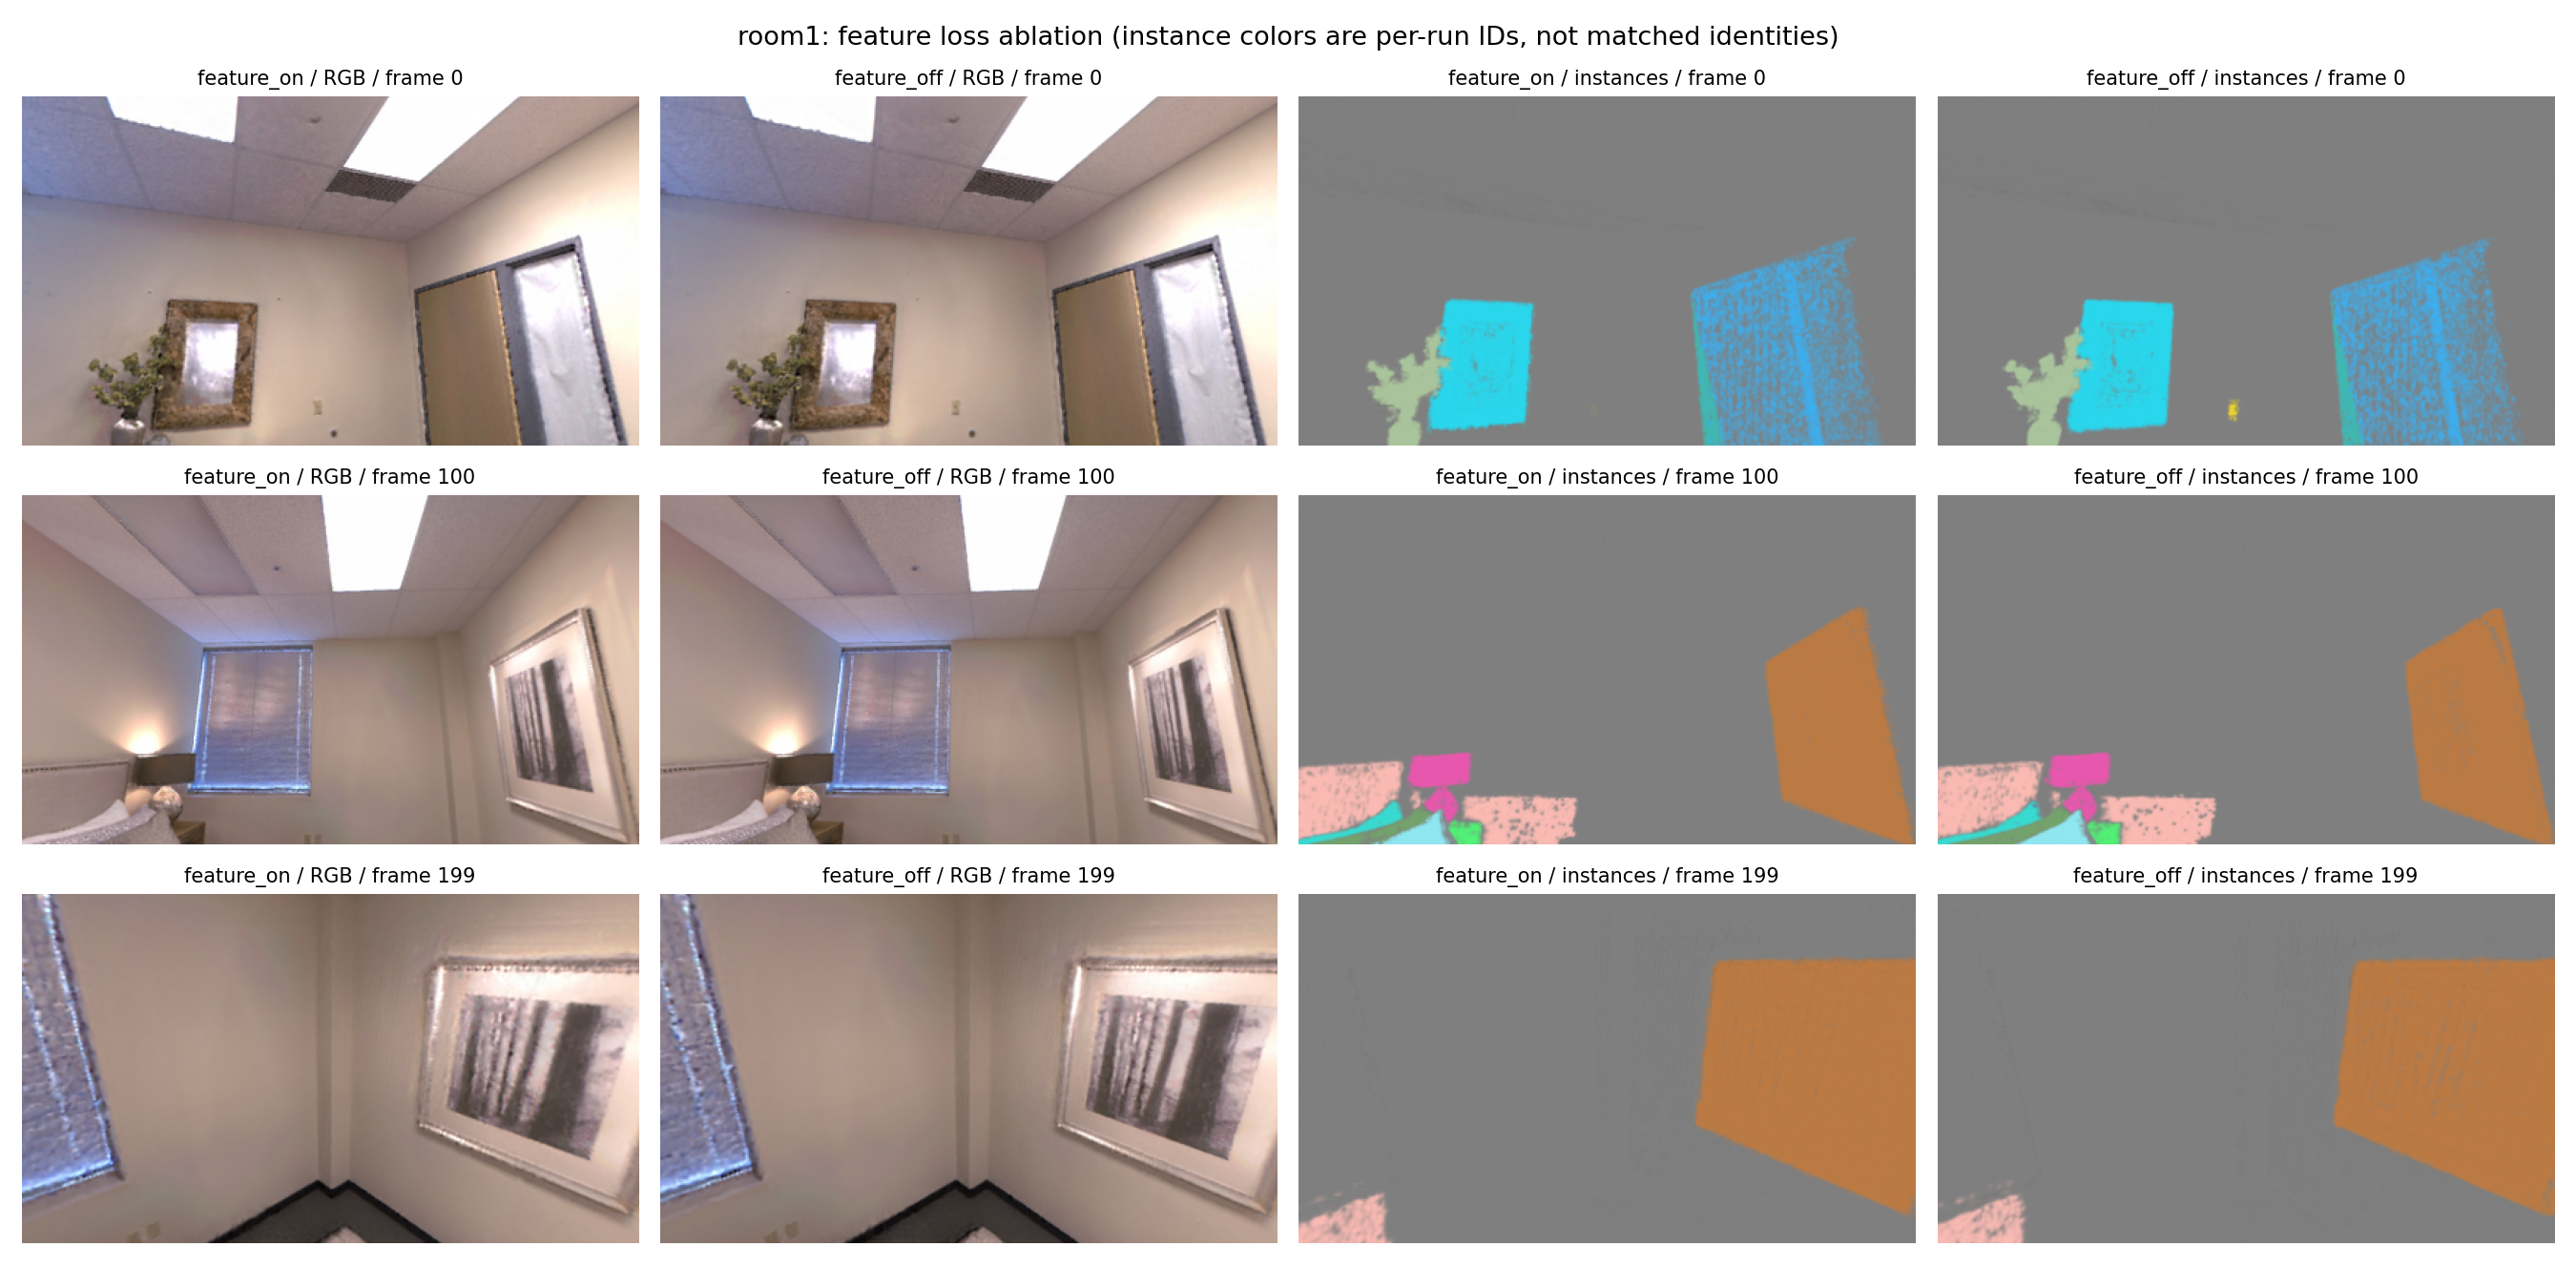 room1: feature loss ablation (instance colors are per-run IDs, not matched identities)
feature_on / RGB / frame 0
feature_off / RGB / frame 0
feature_on / instances / frame 0
feature_off / instances / frame 0
feature_on / RGB / frame 100
feature_off / RGB / frame 100
feature_on / instances / frame 100
feature_off / instances / frame 100
feature_on / RGB / frame 199
feature_off / RGB / frame 199
feature_on / instances / frame 199
feature_off / instances / frame 199